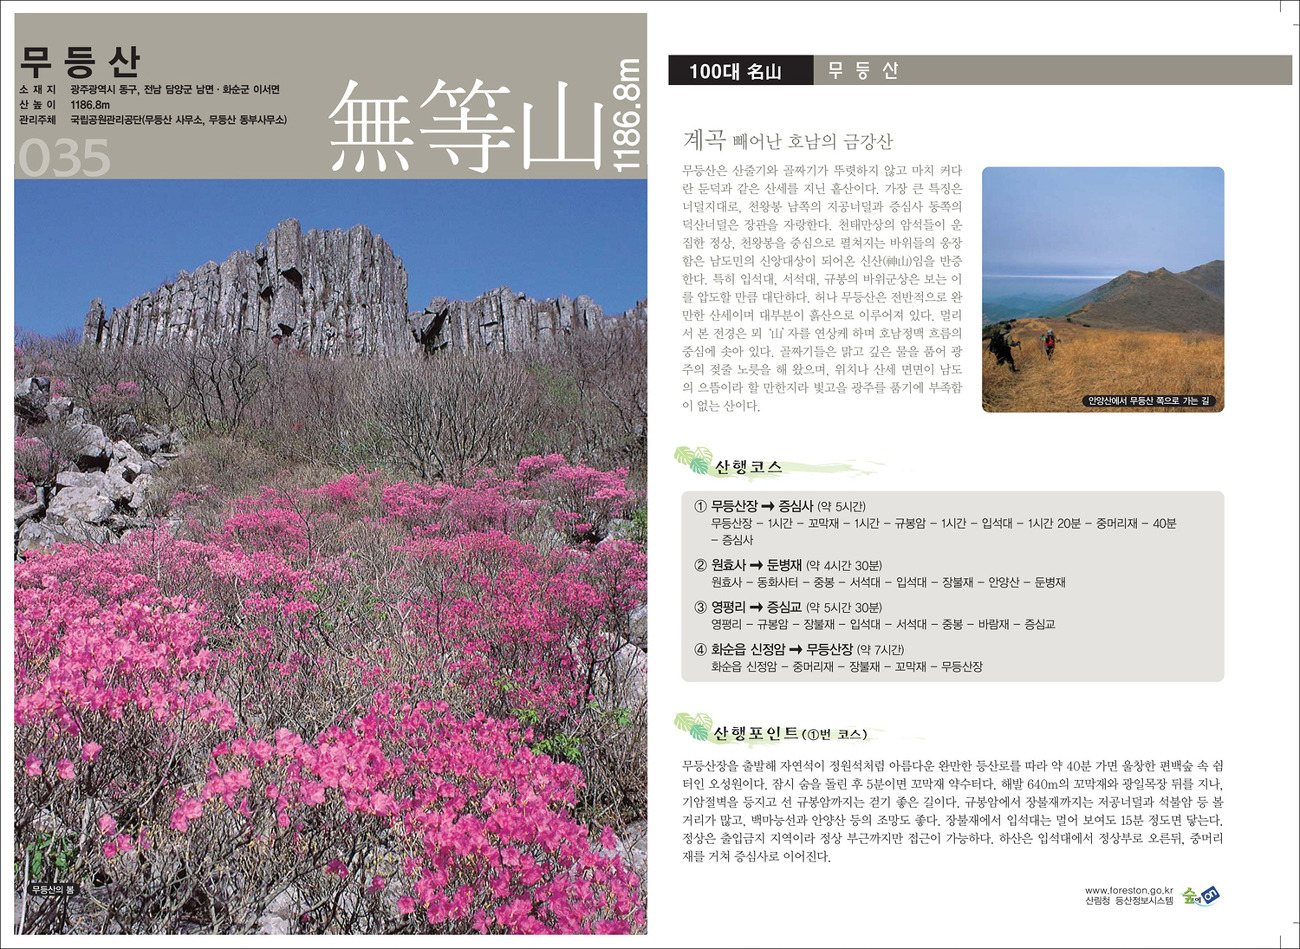 무등산
소 재 지 광주광역시 동구, 전남 담양군 남면 · 화순군 이서면
산 높 이 1186.8m
관리주체 국립공원관리공단(무등산 사무소, 무등산 동부사무소)
035
無等山
1186.8m
무등산의 봄
100대 名山 무 등 산
계곡 빼어난 호남의 금강산
무등산은 산줄기와 골짜기가 뚜렷하지 않고 마치 커다
란 둔덕과 같은 산세를 지닌 홑산이다. 가장 큰 특징은
너덜지대로, 천왕봉 남쪽의 지공너덜과 증심사 동쪽의
덕산너덜은 장관을 자랑한다. 천태만상의 암석들이 운
집한 정상, 천왕봉을 중심으로 펼쳐지는 바위들의 웅장
함은 남도민의 신앙대상이 되어온 신산(神山)임을 반증
한다. 특히 입석대, 서석대, 규봉의 바위군상은 보는 이
를 압도할 만큼 대단하다. 허나 무등산은 전반적으로 완
만한 산세이며 대부분이 흙산으로 이루어져 있다. 멀리
서 본 전경은 뫼 ‘山’ 자를 연상케 하며 호남정맥 흐름의
중심에 솟아 있다. 골짜기들은 맑고 깊은 물을 품어 광
주의 젖줄 노릇을 해 왔으며, 위치나 산세 면면이 남도
의 으뜸이라 할 만한지라 빛고을 광주를 품기에 부족함
이 없는 산이다.
안양산에서 무등산 쪽으로 가는 길
산행코스
① 무등산장 ➞ 증심사 (약 5시간)
무등산장 – 1시간 – 꼬막재 – 1시간 – 규봉암 – 1시간 – 입석대 – 1시간 20분 – 중머리재 – 40분
– 증심사
② 원효사 ➞ 둔병재 (약 4시간 30분)
원효사 – 동화사터 – 중봉 – 서석대 – 입석대 – 장불재 – 안양산 – 둔병재
③ 영평리 ➞ 증심교 (약 5시간 30분)
영평리 – 규봉암 – 장불재 – 입석대 – 서석대 – 중봉 – 바람재 – 증심교
④ 화순읍 신정암 ➞ 무등산장 (약 7시간)
화순읍 신정암 – 중머리재 – 장불재 – 꼬막재 – 무등산장
산행포인트(①번 코스)
무등산장을 출발해 자연석이 정원석처럼 아름다운 완만한 등산로를 따라 약 40분 가면 울창한 편백숲 속 쉼
터인 오성원이다. 잠시 숨을 돌린 후 5분이면 꼬막재 약수터다. 해발 640m의 꼬막재와 광일목장 뒤를 지나,
기암절벽을 등지고 선 규봉암까지는 걷기 좋은 길이다. 규봉암에서 장불재까지는 저공너덜과 석불암 등 볼
거리가 많고, 백마능선과 안양산 등의 조망도 좋다. 장불재에서 입석대는 멀어 보여도 15분 정도면 닿는다.
정상은 출입금지 지역이라 정상 부근까지만 접근이 가능하다. 하산은 입석대에서 정상부로 오른뒤, 중머리
재를 거쳐 증심사로 이어진다.
www.foreston.go.kr
산림청 등산정보시스템
숲에 on